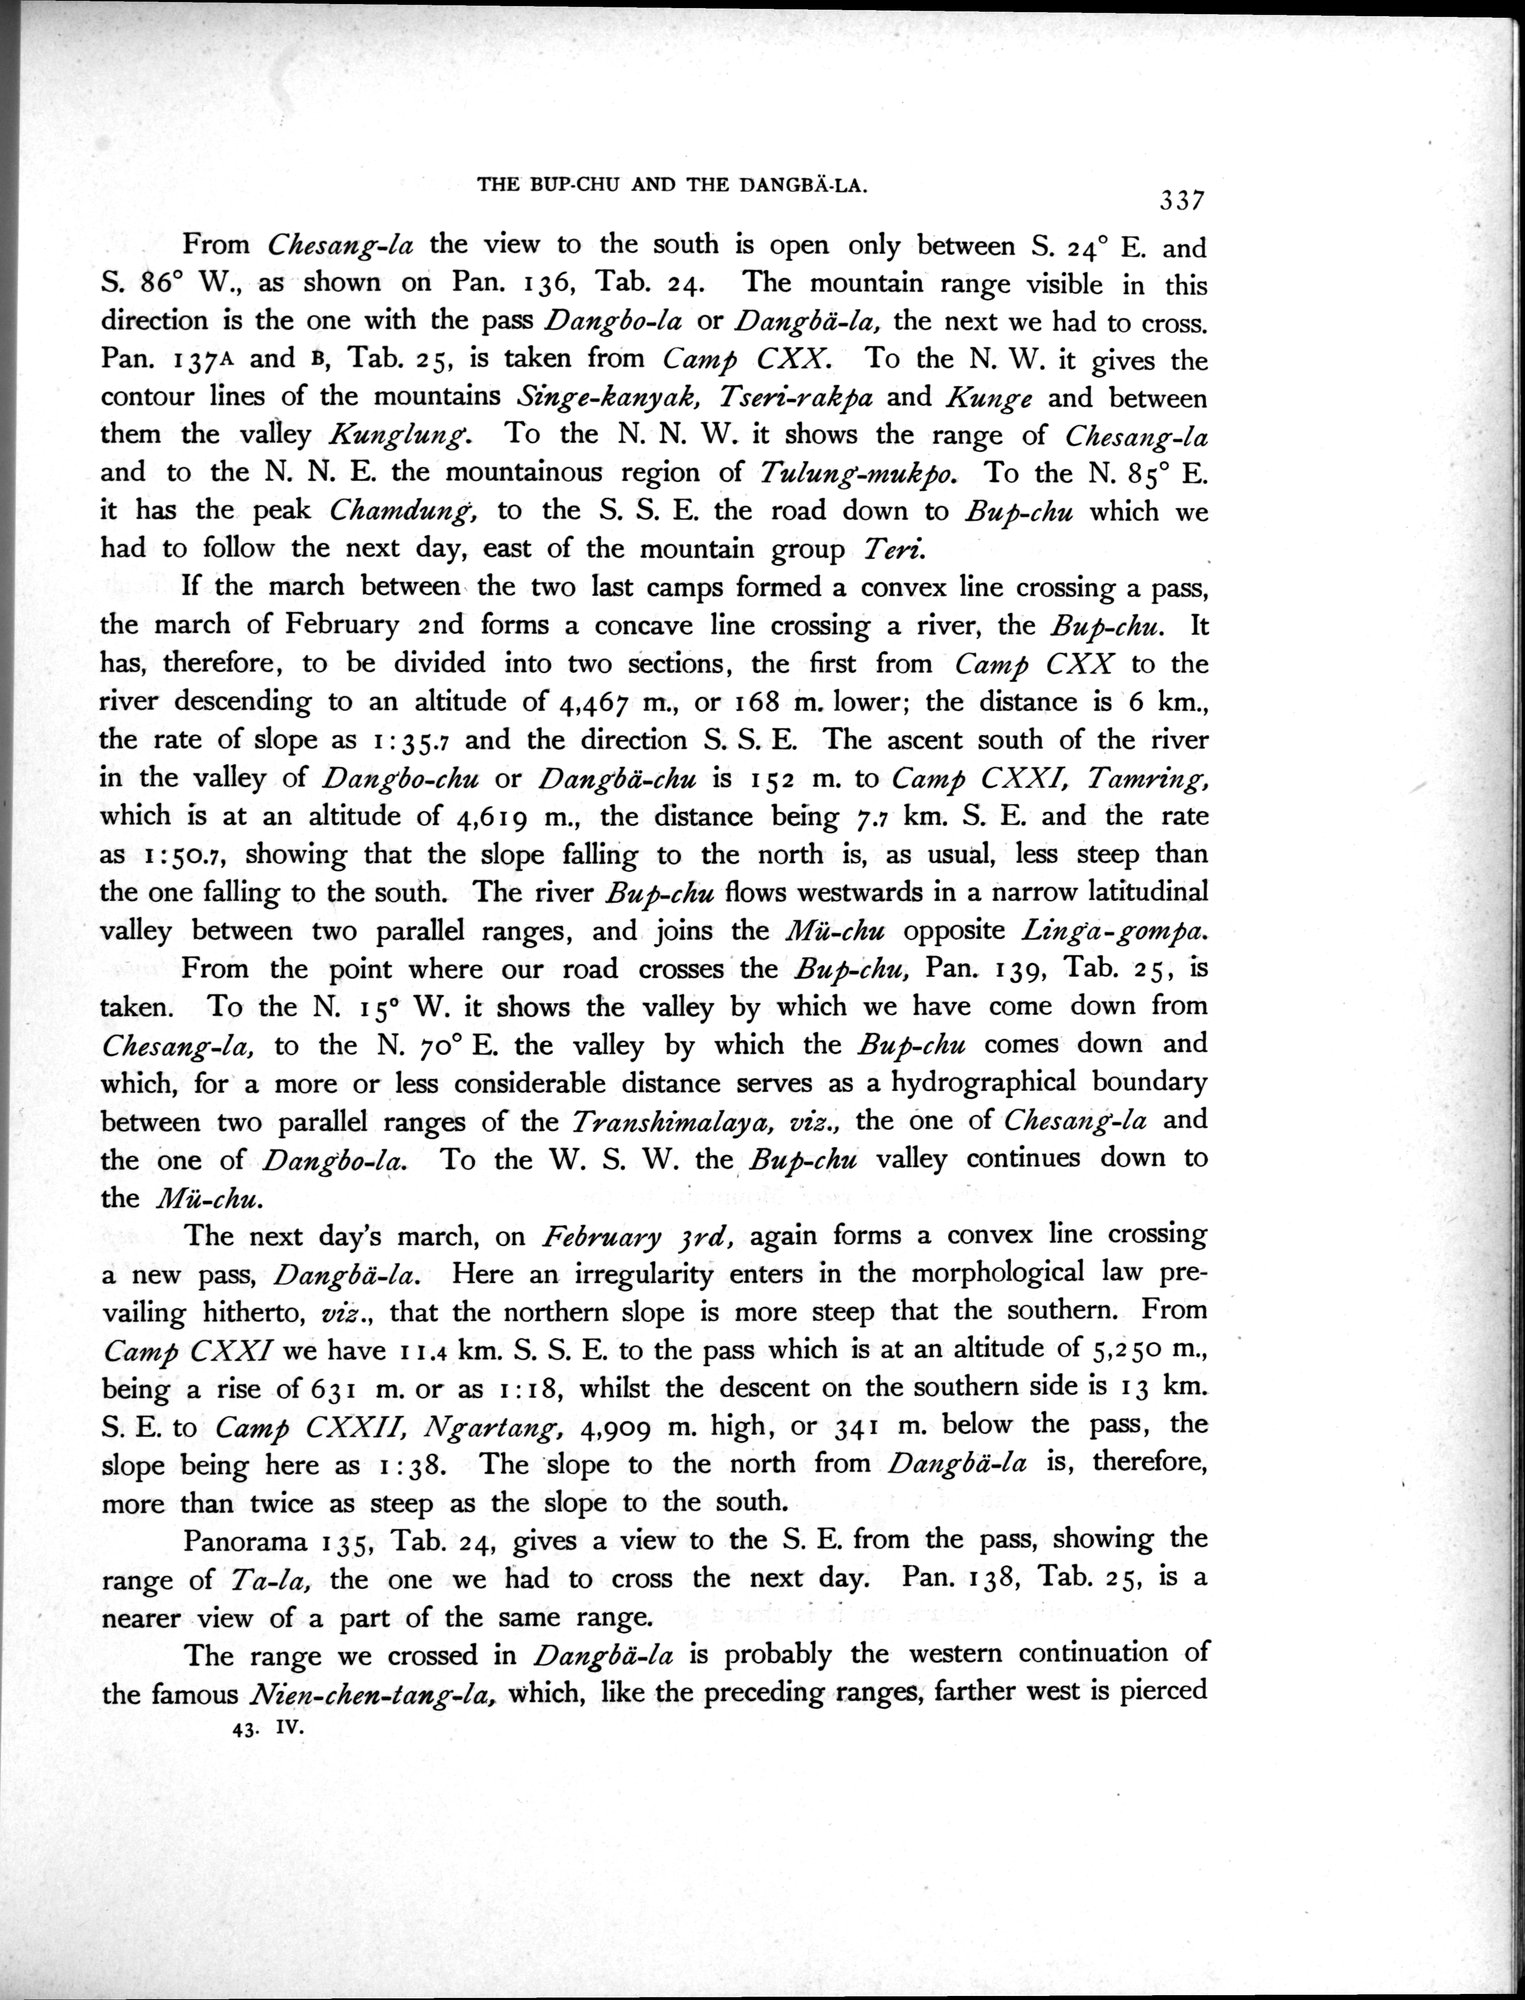 THE BUP-CHU AND THE DANGBÄ-LA.
337
From Chesang-la the view to the south is open only between S. 24° E. and
S. 86° W., as shown on Pan. 136, Tab. 24. The mountain range visible in this
direction is the one with the pass Dangbo-la or Dangbä-la, the next we had to cross.
Pan. 137A and B, Tab. 25, is taken from Camp CXX. To the N. W. it gives the
contour lines of the mountains Singe-kanyak, Tseri-rakpa and Kunge and between
them the valley Kunglung. To the N. N. W. it shows the range of Chesang-la
and to the N. N. E. the mountainous region of Tulung-mukpo. To the N. 85° E.
it has the peak Chamdung, to the S. S. E. the road down to Bup-chu which we
had to follow the next day, east of the mountain group Teri.
If the march between the two last camps formed a convex line crossing a pass,
the march of February 2nd forms a concave line crossing a river, the Bup-chu. It
has, therefore, to be divided into two sections, the first from Camp CXX to the
river descending to an altitude of 4,467 m., or 168 m. lower; the distance is 6 km.,
the rate of slope as 1:35.7 and the direction S. S. E. The ascent south of the river
in the valley of Dangbo-chu or Dangbä-chu is 152 m. to Camp CXXI, Tamring,
which is at an altitude of 4,619 m., the distance being 7.7 km. S. E. and the rate
as 1:50.7, showing that the slope falling to the north is, as usual, less steep than
the one falling to the south. The river Bup-chu flows westwards in a narrow latitudinal
valley between two parallel ranges, and joins the Mü-chu opposite Linga-gompa.
From the point where our road crosses the Bup-chu, Pan. 139, Tab. 25, is
taken. To the N. 15° W. it shows the valley by which we have come down from
Chesang-la, to the N. 70° E. the valley by which the Bup-chu comes down and
which, for a more or less considerable distance serves as a hydrographical boundary
between two parallel ranges of the Transhimalaya, viz., the one of Chesang-la and
the one of Dangbo-la. To the W. S. W. the Bup-chu valley continues down to
the Mü-chu.
The next day's march, on February 3rd, again forms a convex line crossing
a new pass, Dangbä-la. Here an irregularity enters in the morphological law pre-
vailing hitherto, viz., that the northern slope is more steep that the southern. From
Camp CXXI we have 11.4 km. S. S. E. to the pass which is at an altitude of 5,250 m.,
being a rise of 631 m. or as 1:18, whilst the descent on the southern side is 13 km.
S. E. to Camp CXXII, Ngartang, 4,909 m. high, or 341 m. below the pass, the
slope being here as 1:38. The slope to the north from Dangbä-la is, therefore,
more than twice as steep as the slope to the south.
Panorama 135, Tab. 24, gives a view to the S. E. from the pass, showing the
range of Ta-la, the one we had to cross the next day. Pan. 138, Tab. 25, is a
nearer view of a part of the same range.
The range we crossed in Dangbä-la is probably the western continuation of
the famous Nien-chen-tang-la, which, like the preceding ranges, farther west is pierced
43. IV.